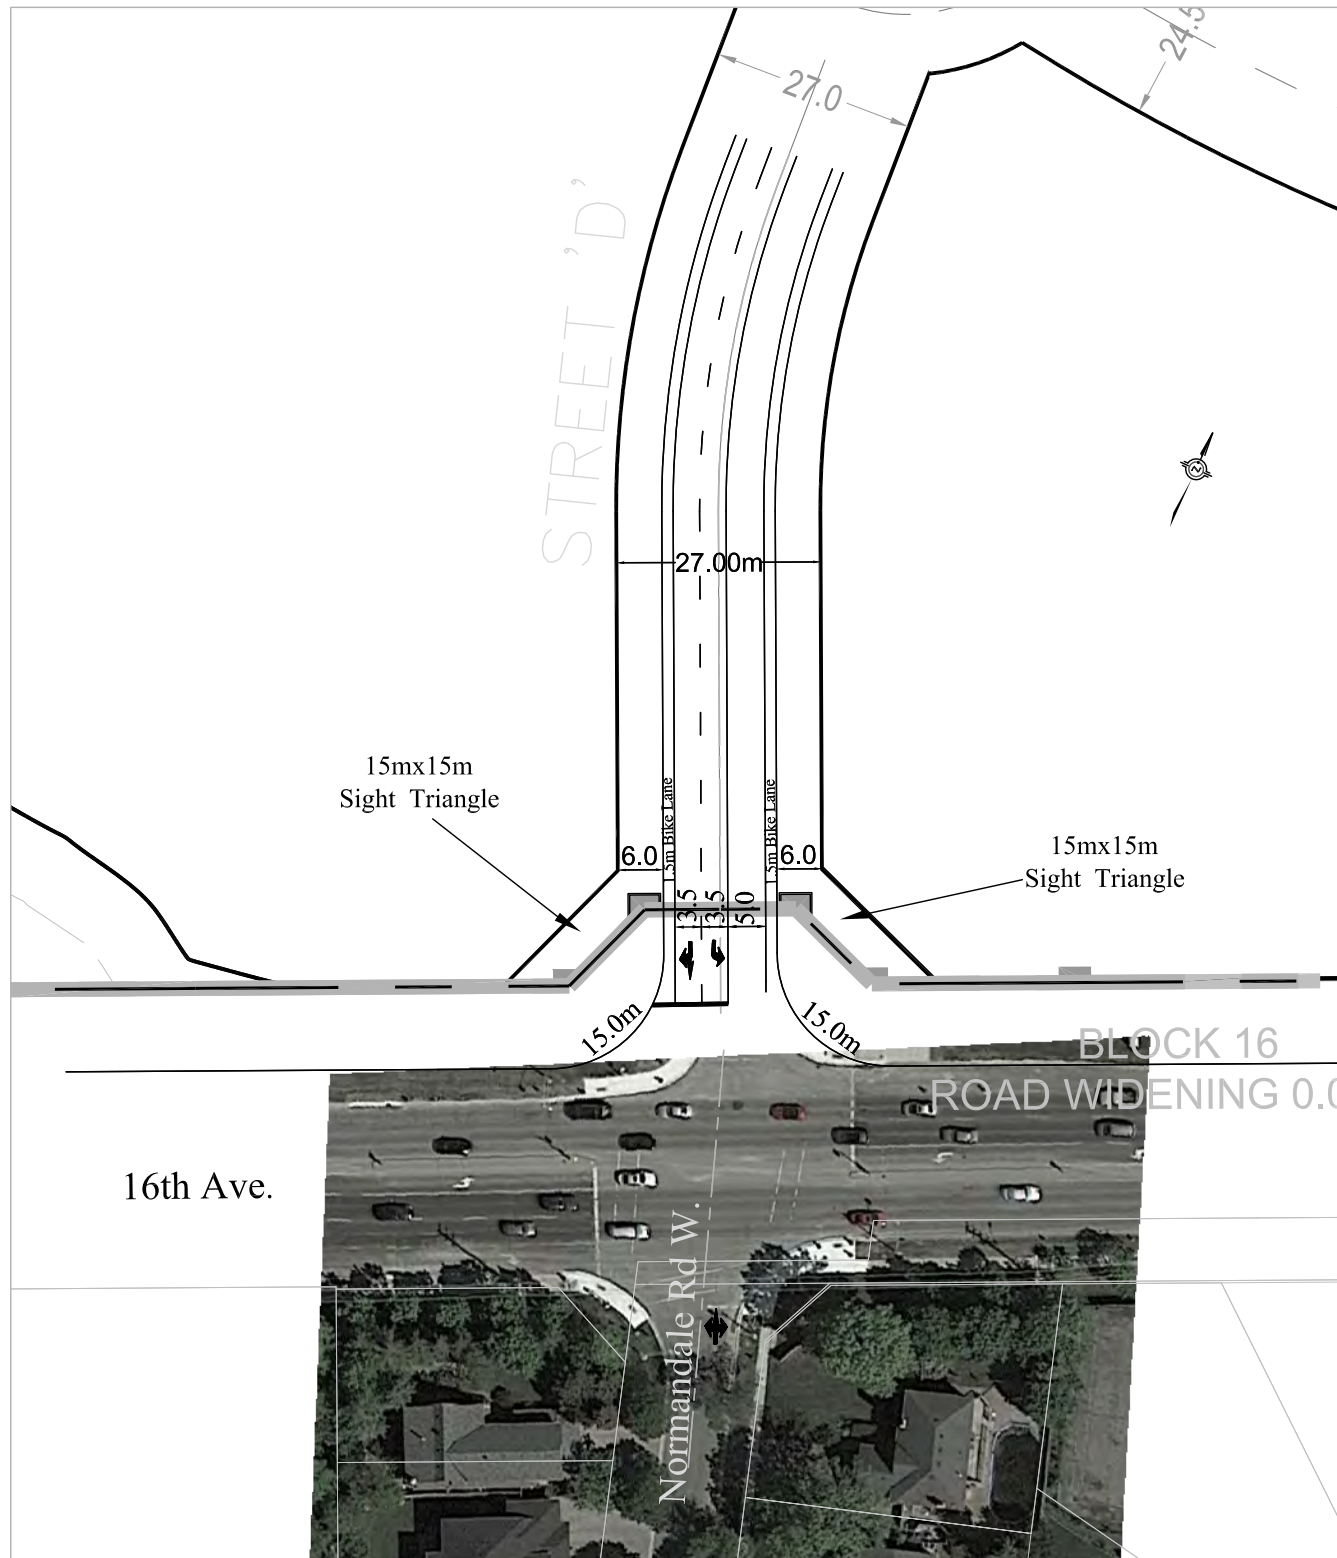 24.5
27.0
STREET 'D'
N
27.00m
15mx15m
Sight Triangle
15mx15m
Sight Triangle
6.0
1.5m Bike Lane
1.5m Bike Lane
6.0
3.5
3.5
5.0
15.0m
15.0m
BLOCK 16
ROAD WIDENING 0.0
16th Ave.
Normandale Rd W.